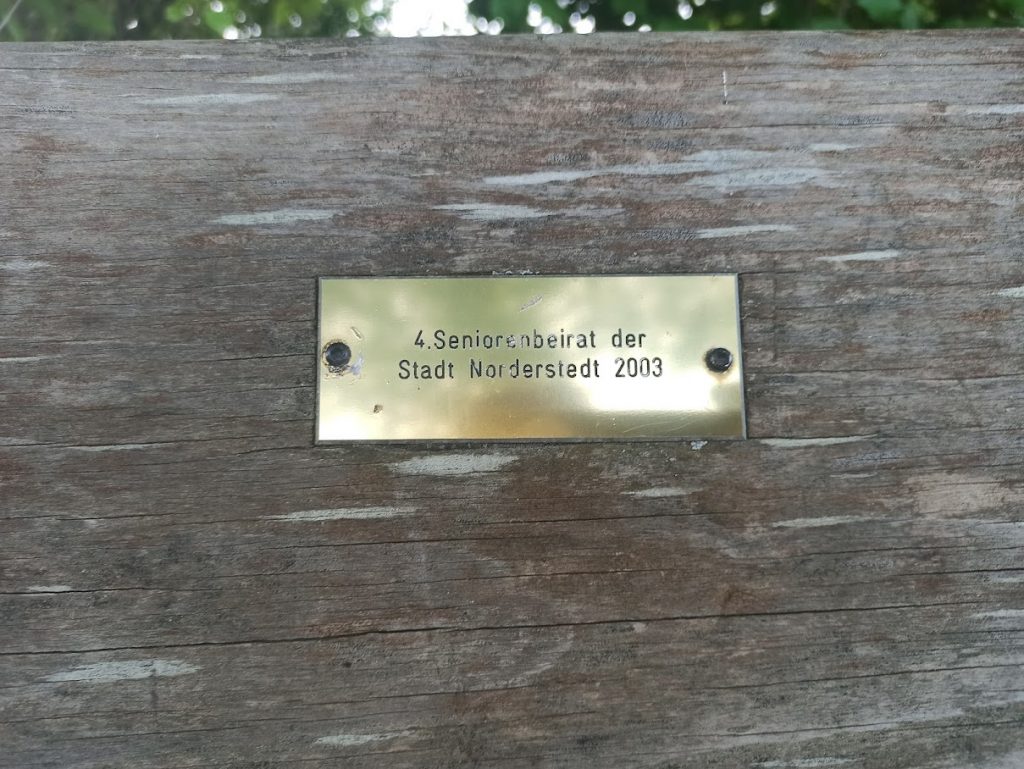 4.Seniorenbeirat der
Stadt Norderstedt 2003